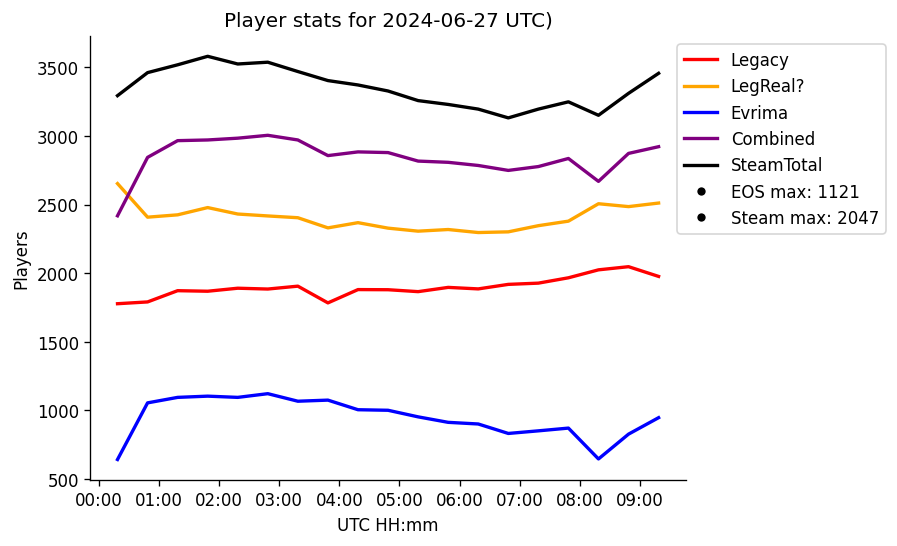 Player stats for 2024-06-27 UTC)
Legacy
LegReal?
Evrima
Combined
SteamTotal
EOS max: 1121
Steam max: 2047
Players
3500
3000
2500
2000
1500
1000
500
00:00 01:00 02:00 03:00 04:00 05:00 06:00 07:00 08:00 09:00
UTC HH:mm